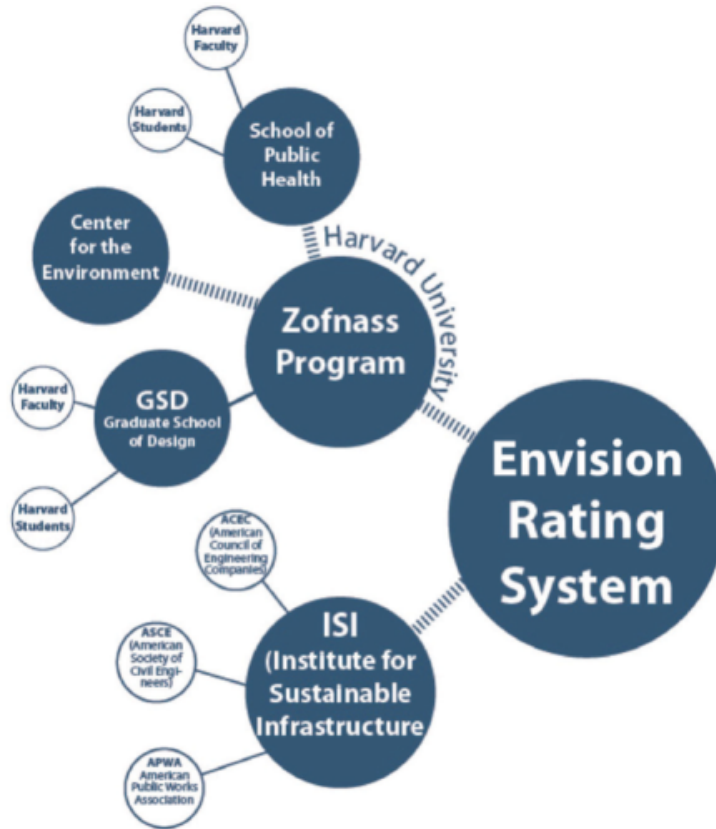 Harvard
Faculty
Harvard
Students
School of
Public
Health
Center
for the
Environment
Harvard University
Zofnass
Program
Harvard
Faculty
GSD
Graduate School
of Design
Harvard
Students
Envision
Rating
System
ACEC
(American
Council of
Engineering
Companies)
ISI
(Institute for
Sustainable
Infrastructure
ASCE
(American
Society of
Civil Engi-
neers)
APWA
American
Public Works
Association